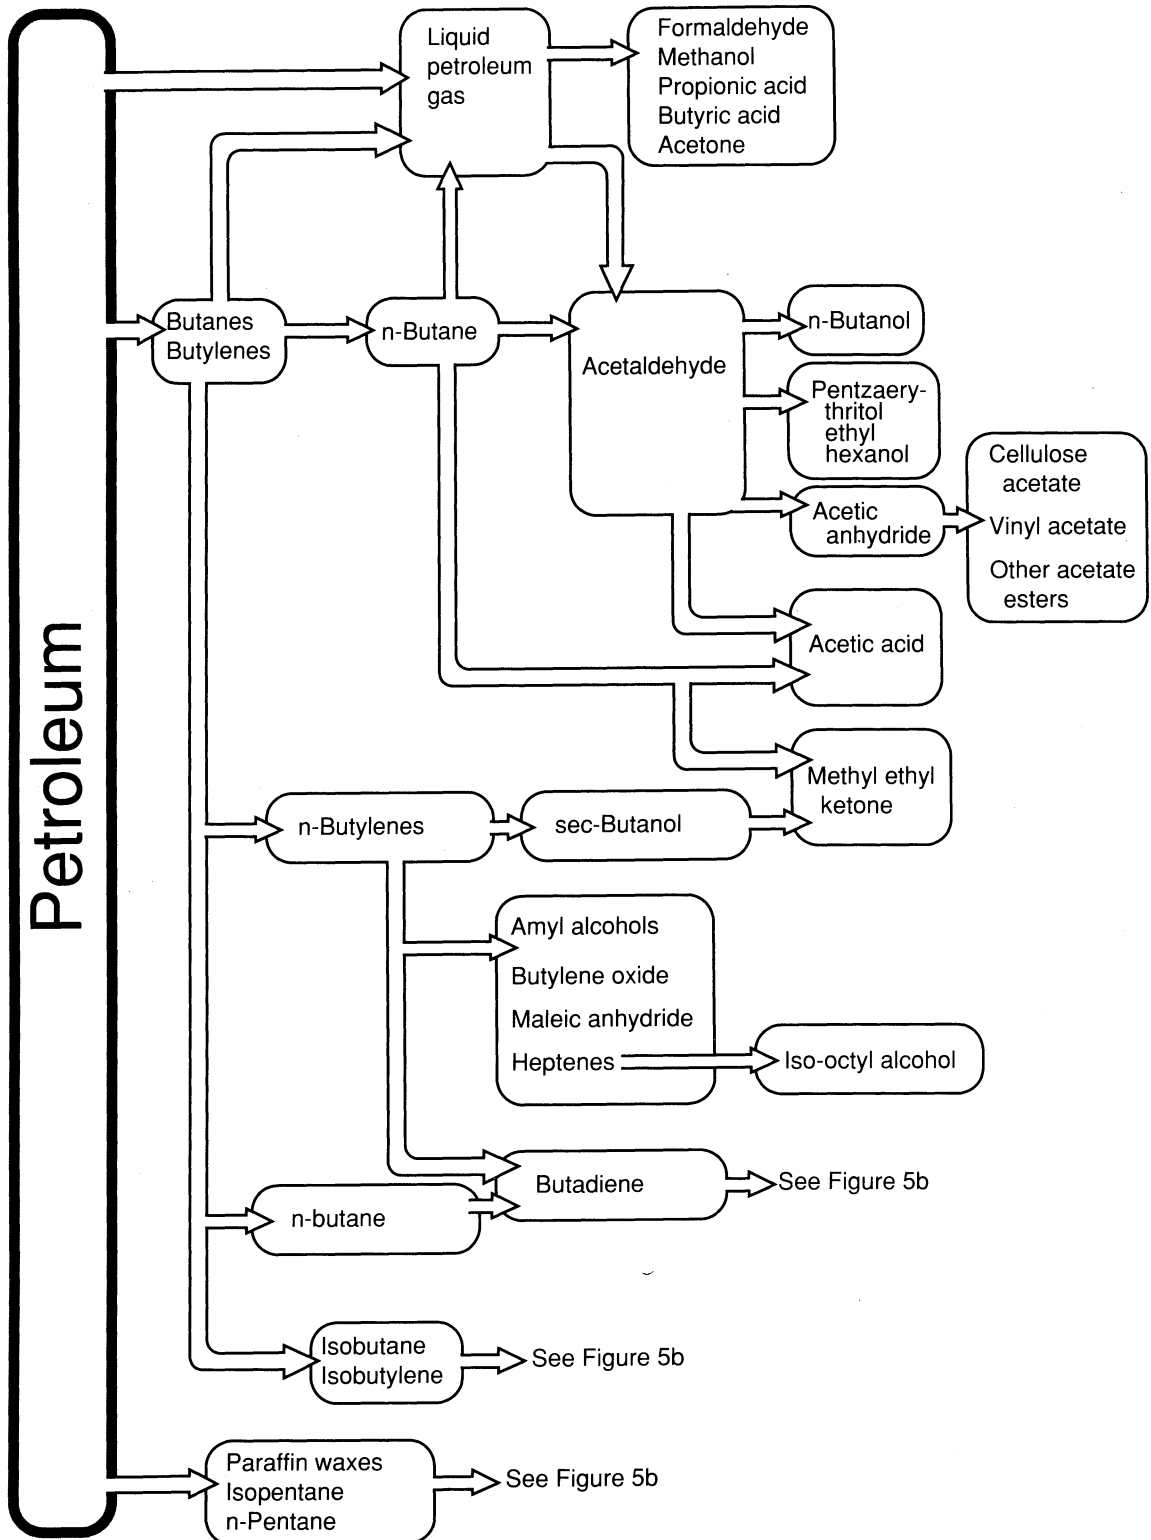 Petroleum
Liquid
petroleum
gas
Formaldehyde
Methanol
Propionic acid
Butyric acid
Acetone
Butanes
Butylenes
n-Butane
Acetaldehyde
n-Butanol
Pentzaery-
thritol
ethyl
hexanol
Acetic
anhydride
Cellulose
acetate
Vinyl acetate
Other acetate
esters
Acetic acid
Methyl ethyl
ketone
n-Butylenes
sec-Butanol
Amyl alcohols
Butylene oxide
Maleic anhydride
Heptenes
Iso-octyl alcohol
Butadiene
See Figure 5b
n-butane
Isobutane
Isobutylene
See Figure 5b
Paraffin waxes
Isopentane
n-Pentane
See Figure 5b